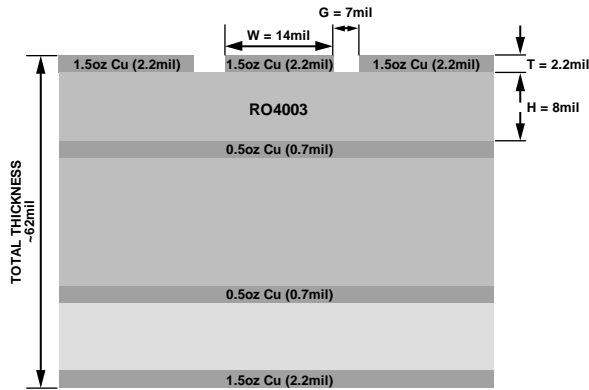 G = 7mil
W = 14mil
1.5oz Cu (2.2mil) 1.5oz Cu (2.2mil) 1.5oz Cu (2.2mil) T = 2.2mil
RO4003 H = 8mil
0.5oz Cu (0.7mil)
TOTAL THICKNESS
~62mil
0.5oz Cu (0.7mil)
1.5oz Cu (2.2mil)